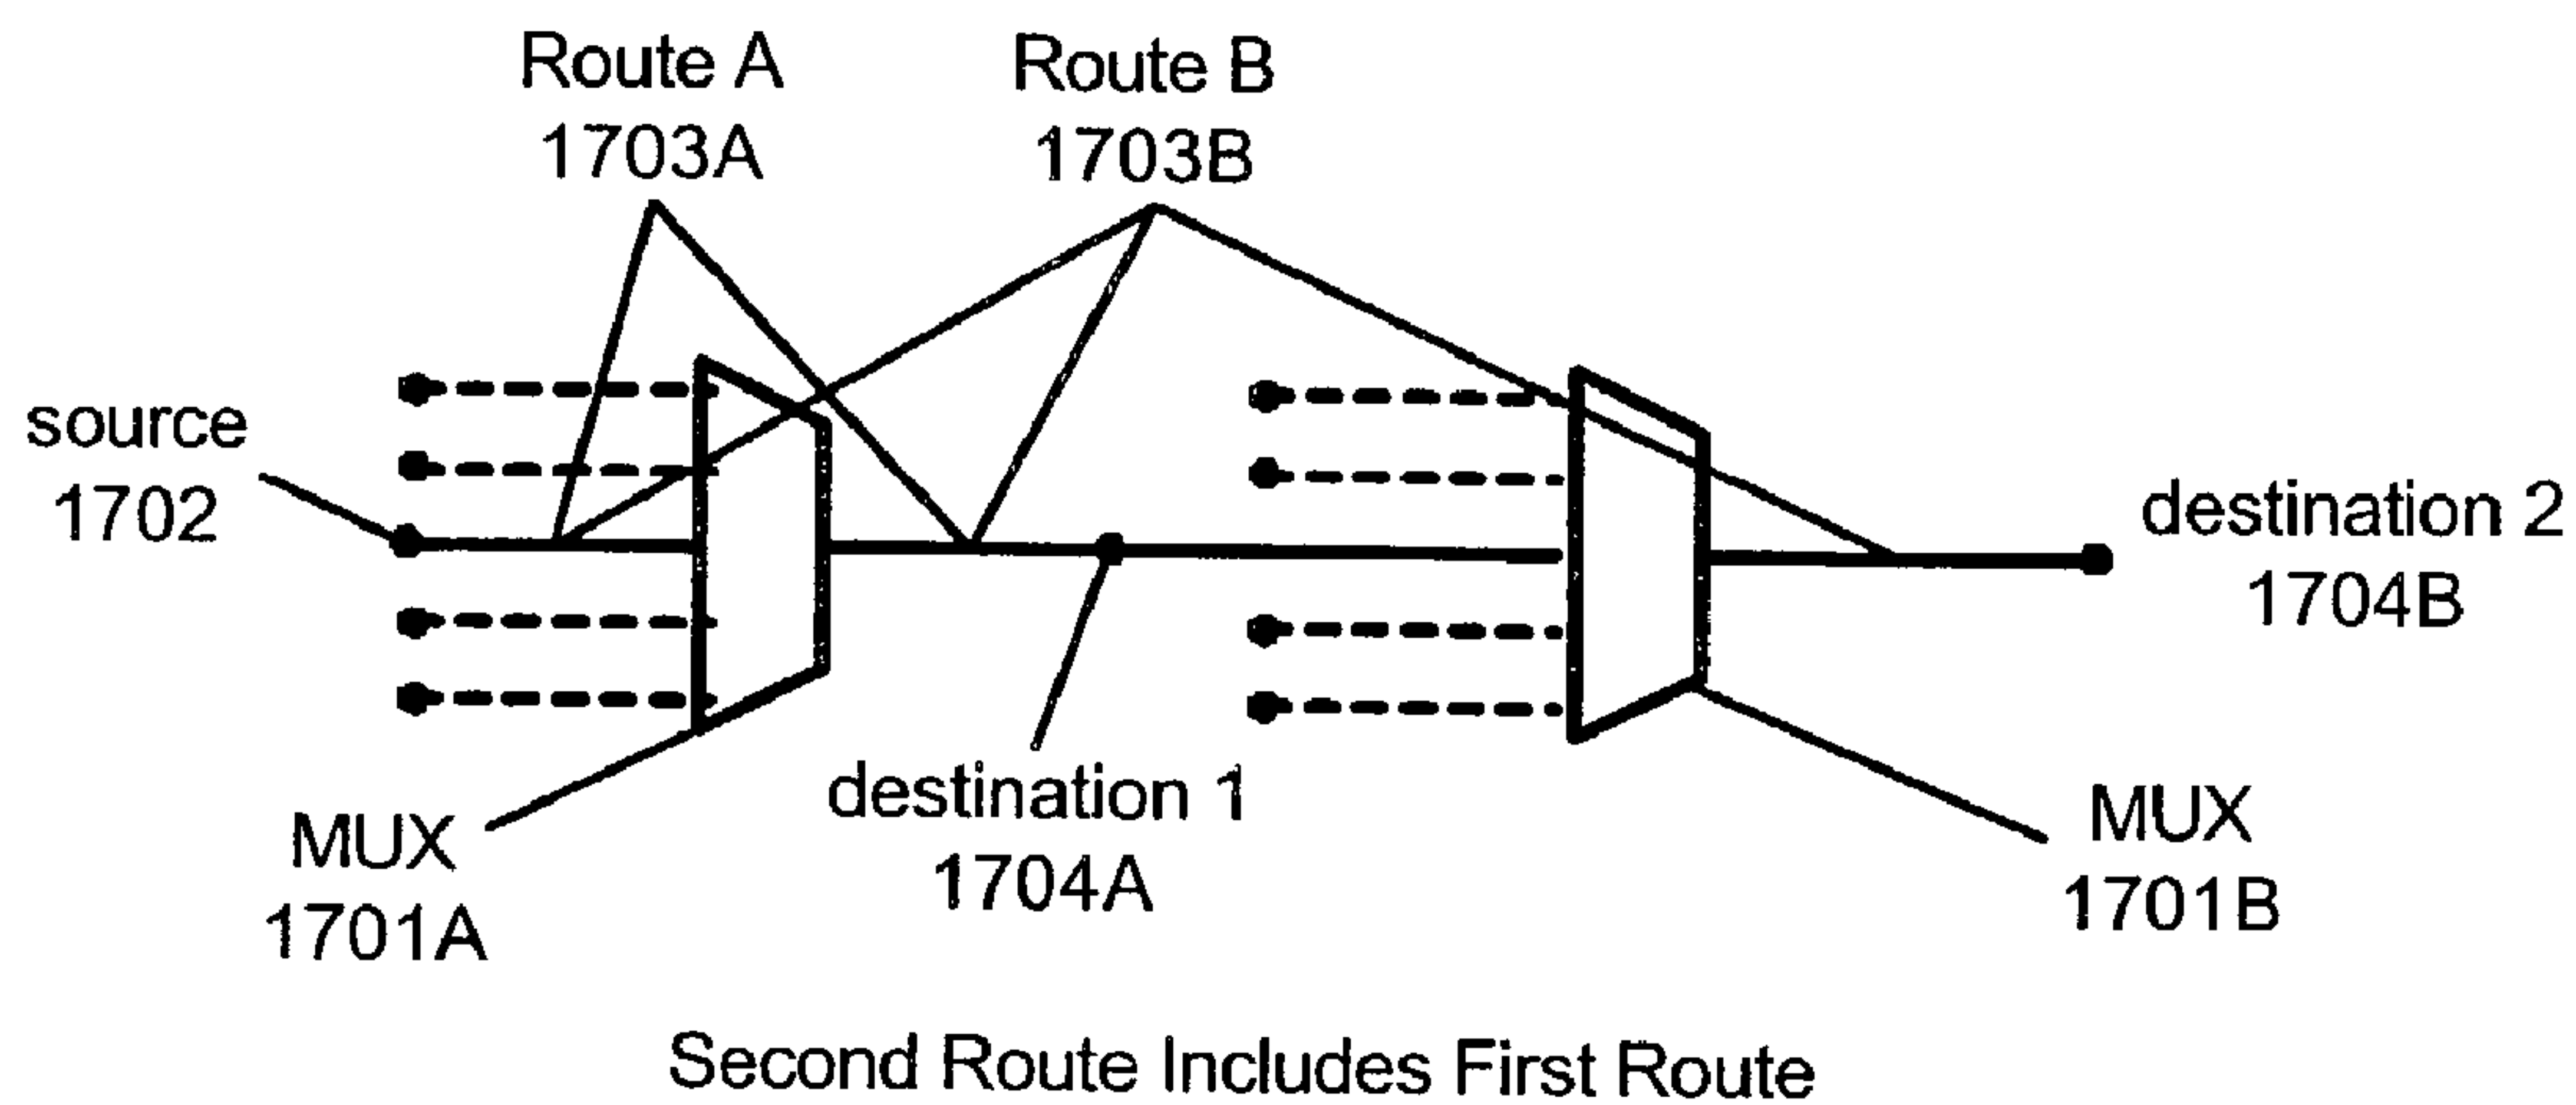 Route A
1703A
Route B
1703B
source
1702
destination 2
1704B
destination 1
1704A
MUX
1701A
MUX
1701B
Second Route Includes First Route